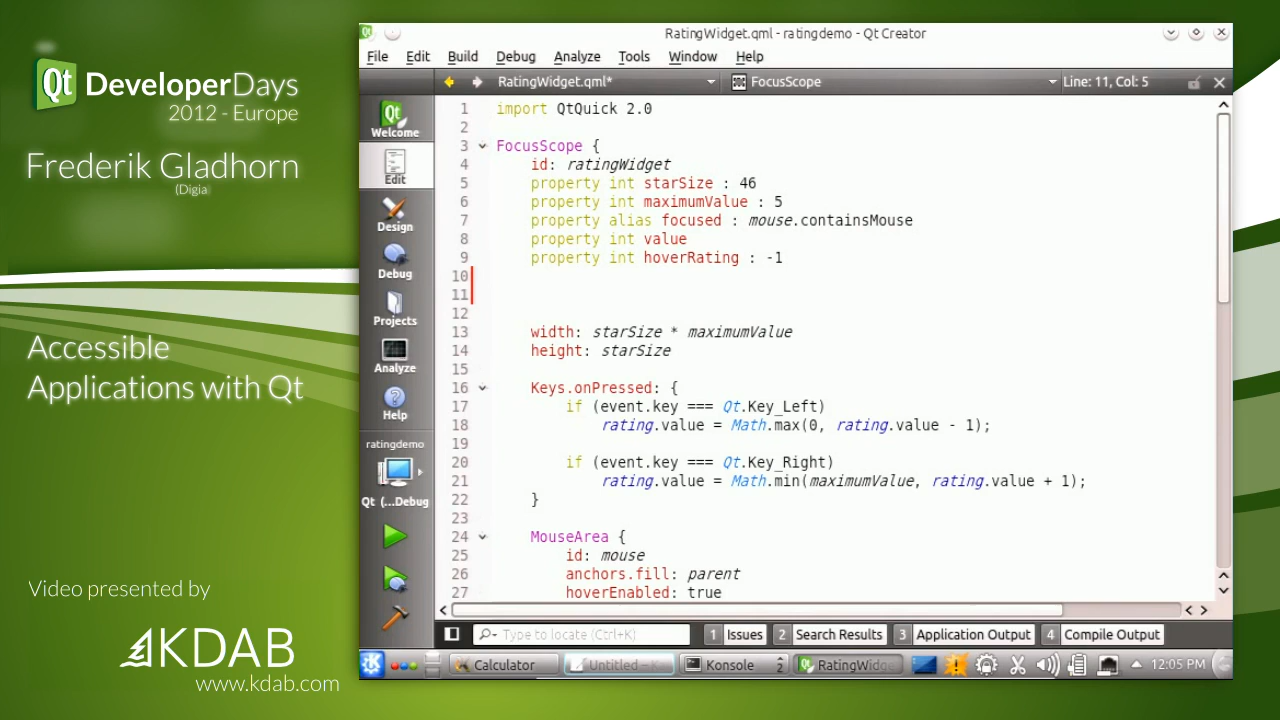 Qt DeveloperDays
2012 - Europe
Frederik Gladhorn
(Digia
Accessible
Applications with Qt
Video presented by
KDAB
www.kdab.com
RatingWidget.qml - ratingdemo - Qt Creator
File Edit Build Debug Analyze Tools Window Help
RatingWidget.qml* FocusScope Line: 11, Col: 5
Qt
Welcome
Edit
Design
Debug
Projects
Analyze
Help
ratingdemo
Qt (...Debug
1 import QtQuick 2.0
2
3 FocusScope {
4 id: ratingWidget
5 property int starSize : 46
6 property int maximumValue : 5
7 property alias focused : mouse.containsMouse
8 property int value
9 property int hoverRating : -1
10
11
12
13 width: starSize * maximumValue
14 height: starSize
15
16 Keys.onPressed: {
17 if (event.key === Qt.Key_Left)
18 rating.value = Math.max(0, rating.value - 1);
19
20 if (event.key === Qt.Key_Right)
21 rating.value = Math.min(maximumValue, rating.value + 1);
22 }
23
24 MouseArea {
25 id: mouse
26 anchors.fill: parent
27 hoverEnabled: true
Type to locate (Ctrl+K) 1 Issues 2 Search Results 3 Application Output 4 Compile Output
Calculator Untitled – K Konsole 2 RatingWidg 12:05 PM